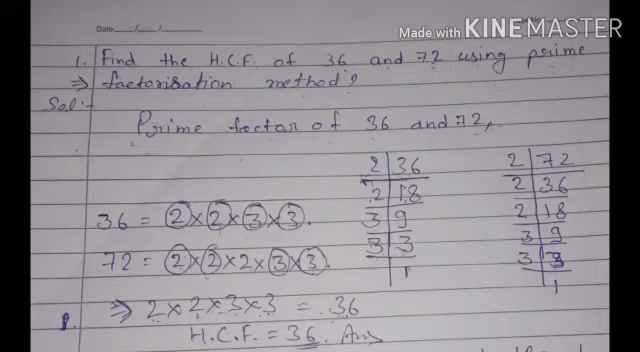 Date ___/___/______
Made with KINEMASTER
1. Find the H.C.F. of 36 and 72 using prime
⇒ factorisation method?
Sol:-
Prime factor of 36 and 72,
2 | 36
2 | 18
3 | 9
3 | 3
1
2 | 72
2 | 36
2 | 18
3 | 9
3 | 3
1
36 = 2×2×3×3.
72 = 2×2×2×3×3.
⇒ 2×2×3×3 = 36
H.C.F. = 36. Ans